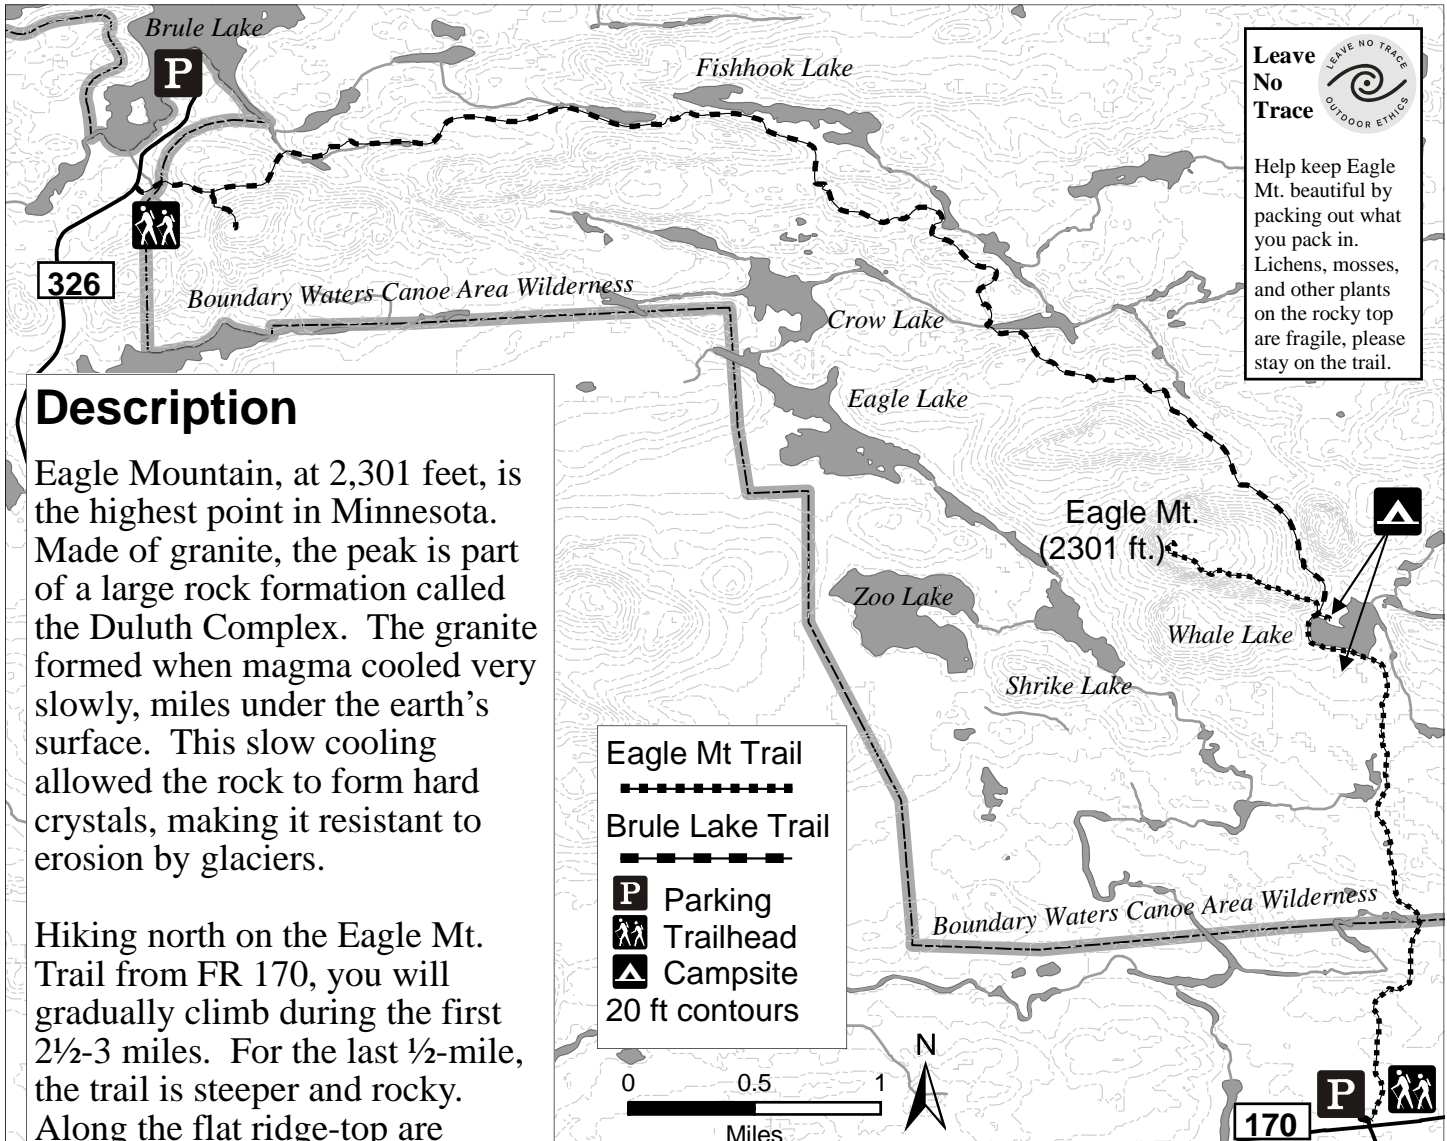 Brule Lake
P
Fishhook Lake
Leave
No
Trace
LEAVE NO TRACE
OUTDOOR ETHICS
Help keep Eagle
Mt. beautiful by
packing out what
you pack in.
Lichens, mosses,
and other plants
on the rocky top
are fragile, please
stay on the trail.
326
Boundary Waters Canoe Area Wilderness
Crow Lake
Eagle Lake
Description
Eagle Mountain, at 2,301 feet, is
the highest point in Minnesota.
Made of granite, the peak is part
of a large rock formation called
the Duluth Complex.  The granite
formed when magma cooled very
slowly, miles under the earth's
surface.  This slow cooling
allowed the rock to form hard
crystals, making it resistant to
erosion by glaciers.
Hiking north on the Eagle Mt.
Trail from FR 170, you will
gradually climb during the first
2½-3 miles.  For the last ½-mile,
the trail is steeper and rocky.
Along the flat ridge-top are
Eagle Mt.
(2301 ft.)
Zoo Lake
Whale Lake
Shrike Lake
Eagle Mt Trail
Brule Lake Trail
P Parking
Trailhead
Campsite
20 ft contours
Boundary Waters Canoe Area Wilderness
N
0 0.5 1
Miles
P
170